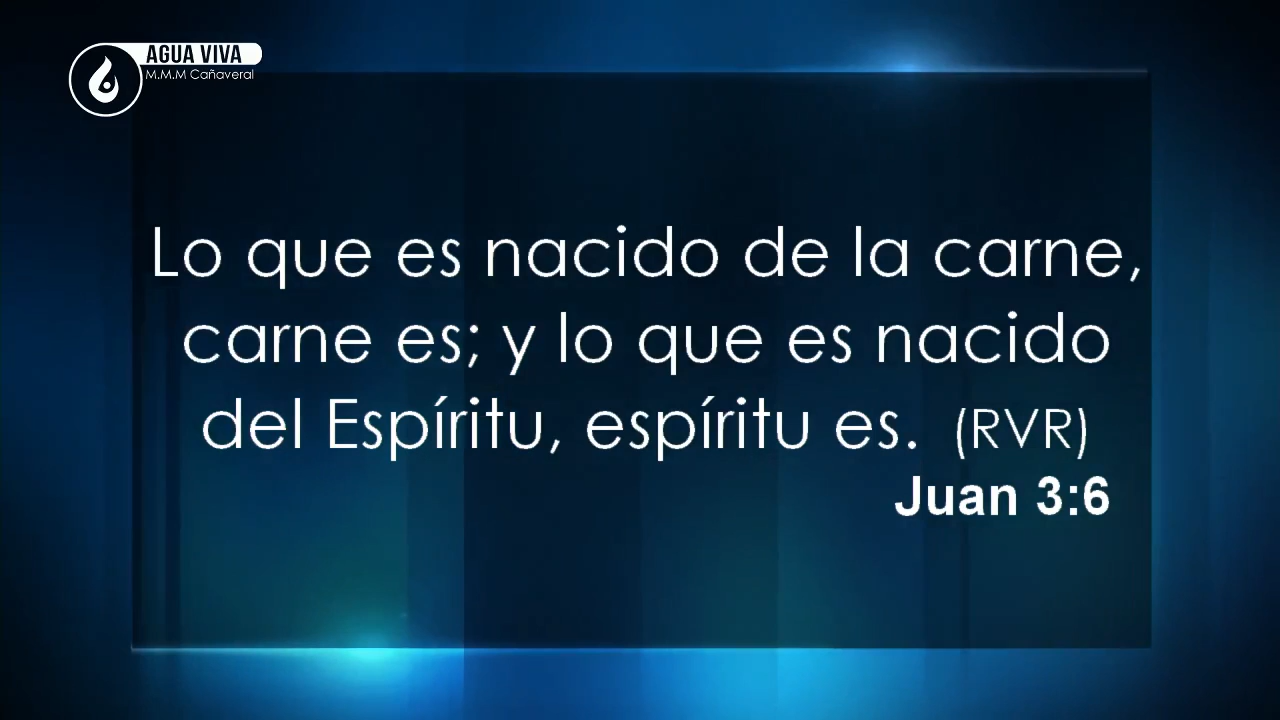 AGUA VIVA
M.M.M Cañaveral
Lo que es nacido de la carne,
carne es; y lo que es nacido
del Espíritu, espíritu es. (RVR)
Juan 3:6